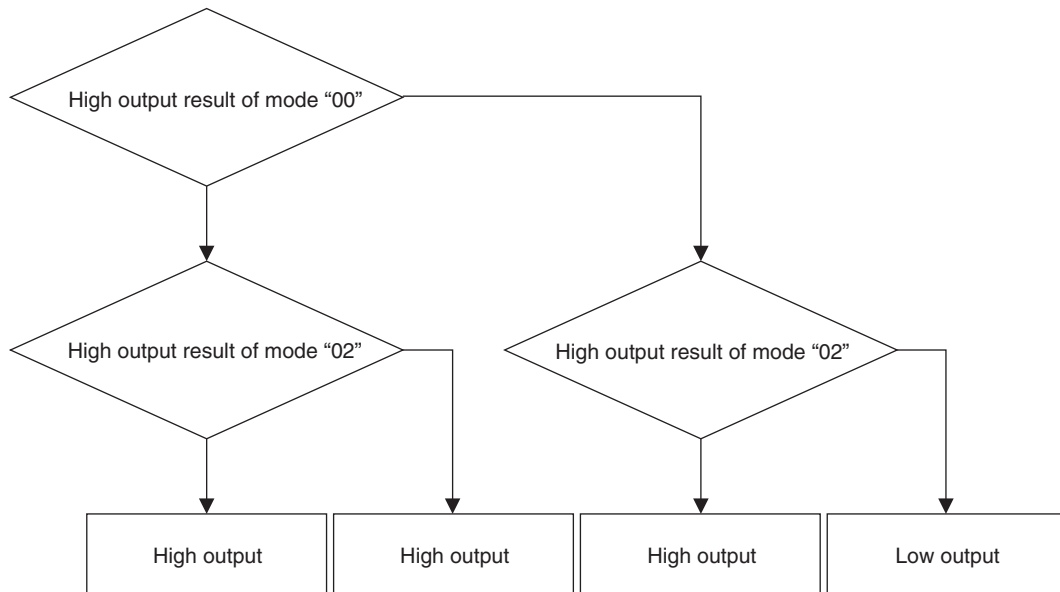 High output result of mode “00”
High output result of mode “02”
High output result of mode “02”
High output
High output
High output
Low output